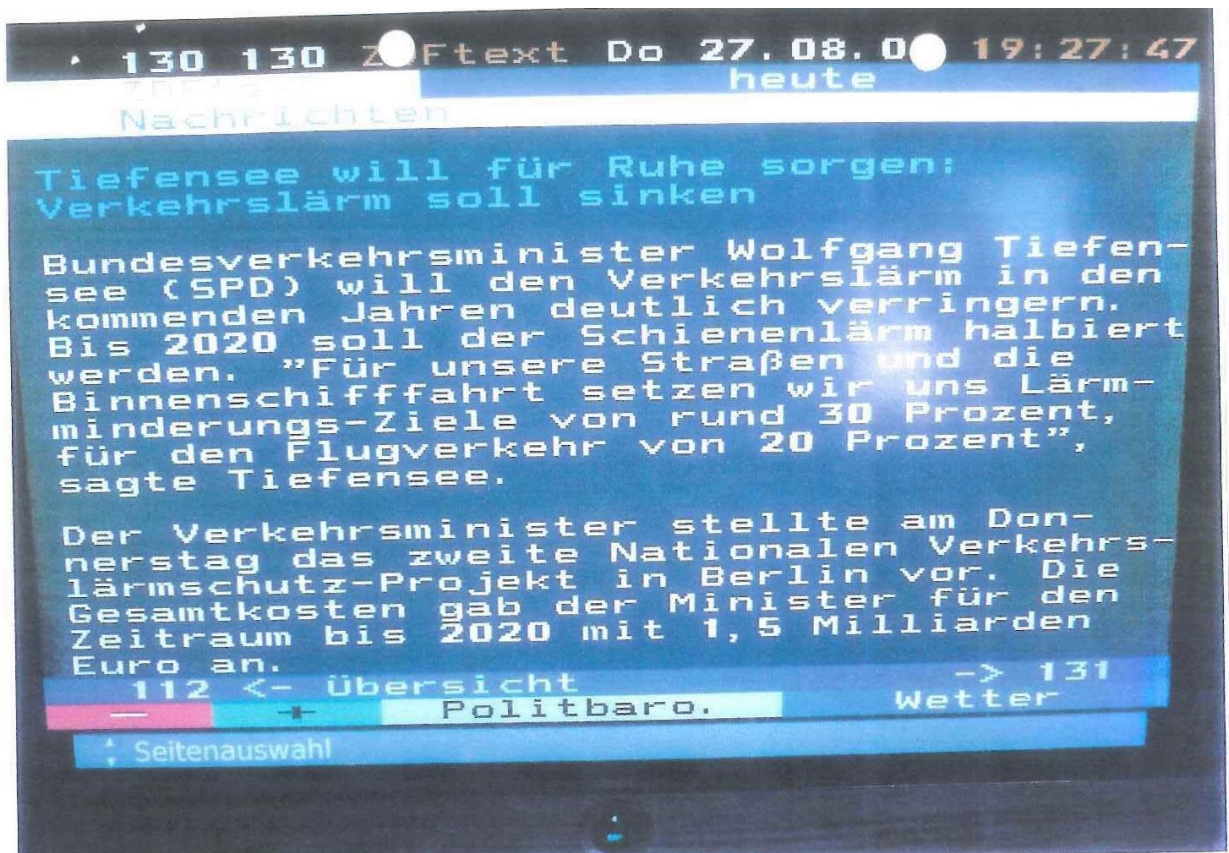 130 130 ZDFtext Do 27.08.0 19:27:47
heute
Nachrichten
Tiefensee will für Ruhe sorgen:
Verkehrslärm soll sinken
Bundesverkehrsminister Wolfgang Tiefen-
see (SPD) will den Verkehrslärm in den
kommenden Jahren deutlich verringern.
Bis 2020 soll der Schienenlärm halbiert
werden. "Für unsere Straßen und die
Binnenschifffahrt setzen wir uns Lärm-
minderungs-Ziele von rund 30 Prozent,
für den Flugverkehr von 20 Prozent",
sagte Tiefensee.
Der Verkehrsminister stellte am Don-
nerstag das zweite Nationalen Verkehrs-
lärmschutz-Projekt in Berlin vor. Die
Gesamtkosten gab der Minister für den
Zeitraum bis 2020 mit 1,5 Milliarden
Euro an.
112 <- Übersicht -> 131
— + Politbaro. Wetter
Seitenauswahl